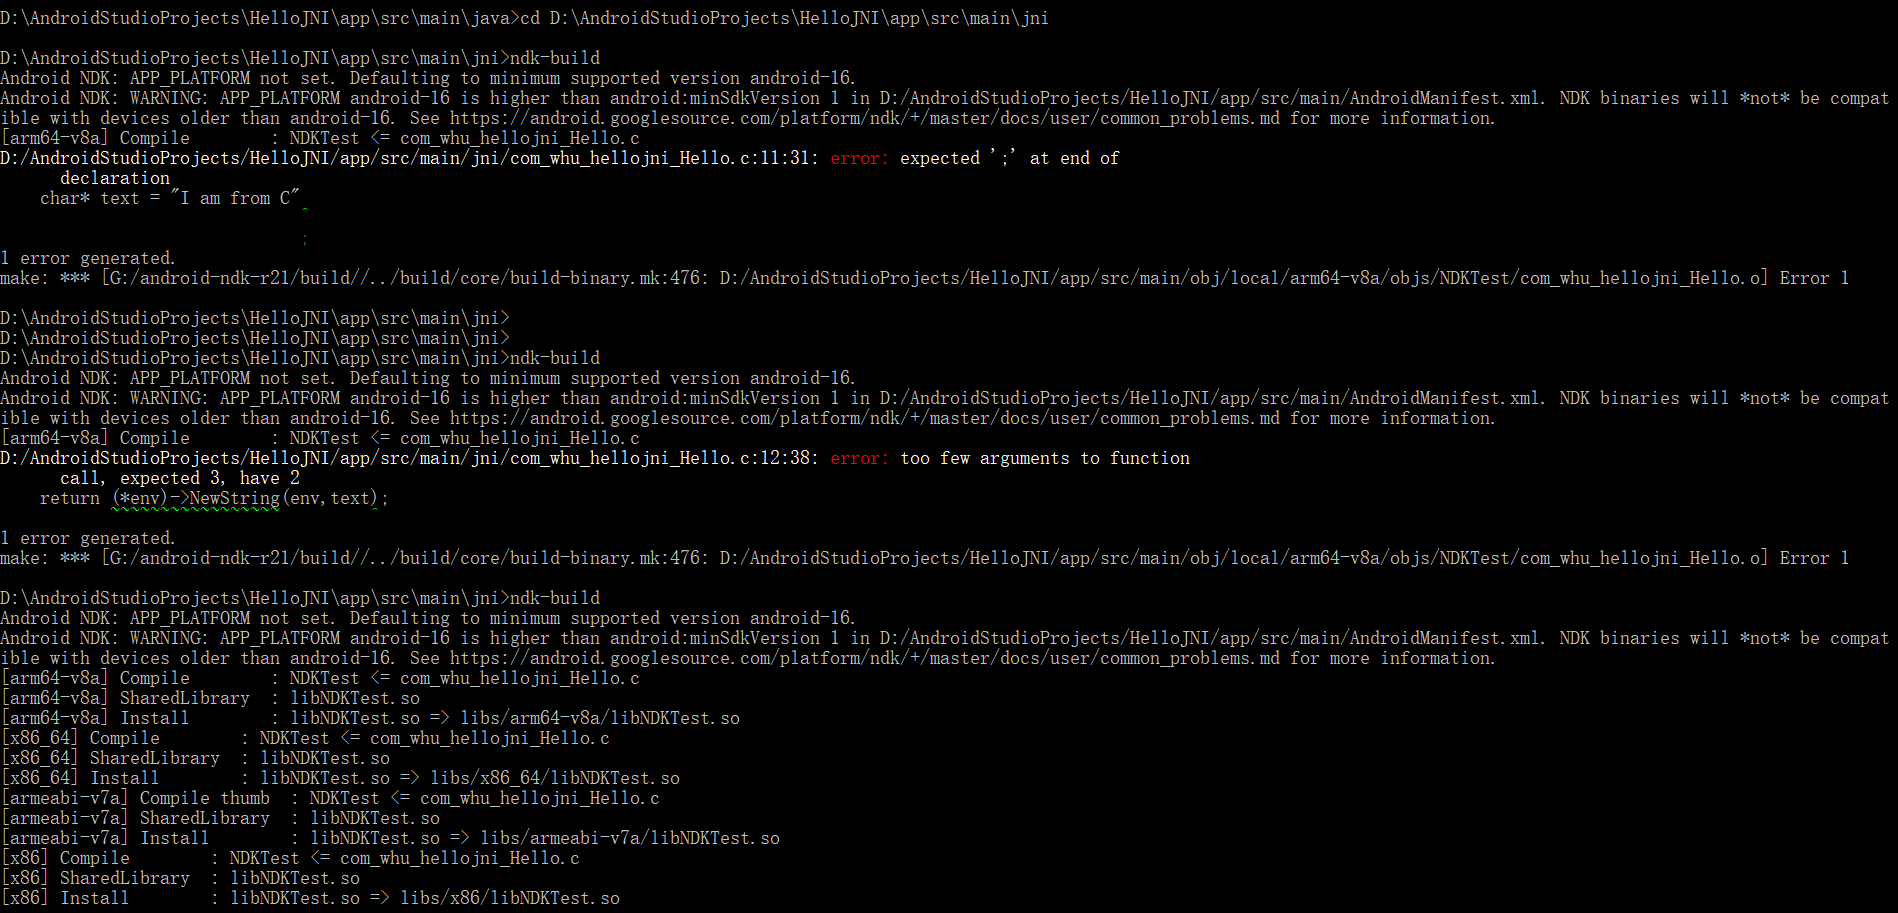 D:\AndroidStudioProjects\HelloJNI\app\src\main\java>cd D:\AndroidStudioProjects\HelloJNI\app\src\main\jni
D:\AndroidStudioProjects\HelloJNI\app\src\main\jni>ndk-build
Android NDK: APP_PLATFORM not set. Defaulting to minimum supported version android-16.
Android NDK: WARNING: APP_PLATFORM android-16 is higher than android:minSdkVersion 1 in D:/AndroidStudioProjects/HelloJNI/app/src/main/AndroidManifest.xml. NDK binaries will *not* be compat
ible with devices older than android-16. See https://android.googlesource.com/platform/ndk/+/master/docs/user/common_problems.md for more information.
[arm64-v8a] Compile        : NDKTest <= com_whu_hellojni_Hello.c
D:/AndroidStudioProjects/HelloJNI/app/src/main/jni/com_whu_hellojni_Hello.c:11:31: error: expected ';' at end of
      declaration
    char* text = "I am from C"
                              ^
                              ;
1 error generated.
make: *** [G:/android-ndk-r21/build//../build/core/build-binary.mk:476: D:/AndroidStudioProjects/HelloJNI/app/src/main/obj/local/arm64-v8a/objs/NDKTest/com_whu_hellojni_Hello.o] Error 1
D:\AndroidStudioProjects\HelloJNI\app\src\main\jni>
D:\AndroidStudioProjects\HelloJNI\app\src\main\jni>
D:\AndroidStudioProjects\HelloJNI\app\src\main\jni>ndk-build
Android NDK: APP_PLATFORM not set. Defaulting to minimum supported version android-16.
Android NDK: WARNING: APP_PLATFORM android-16 is higher than android:minSdkVersion 1 in D:/AndroidStudioProjects/HelloJNI/app/src/main/AndroidManifest.xml. NDK binaries will *not* be compat
ible with devices older than android-16. See https://android.googlesource.com/platform/ndk/+/master/docs/user/common_problems.md for more information.
[arm64-v8a] Compile        : NDKTest <= com_whu_hellojni_Hello.c
D:/AndroidStudioProjects/HelloJNI/app/src/main/jni/com_whu_hellojni_Hello.c:12:38: error: too few arguments to function
      call, expected 3, have 2
    return (*env)->NewString(env,text);
           ~~~~~~~~~~~~~~~~~         ^
1 error generated.
make: *** [G:/android-ndk-r21/build//../build/core/build-binary.mk:476: D:/AndroidStudioProjects/HelloJNI/app/src/main/obj/local/arm64-v8a/objs/NDKTest/com_whu_hellojni_Hello.o] Error 1
D:\AndroidStudioProjects\HelloJNI\app\src\main\jni>ndk-build
Android NDK: APP_PLATFORM not set. Defaulting to minimum supported version android-16.
Android NDK: WARNING: APP_PLATFORM android-16 is higher than android:minSdkVersion 1 in D:/AndroidStudioProjects/HelloJNI/app/src/main/AndroidManifest.xml. NDK binaries will *not* be compat
ible with devices older than android-16. See https://android.googlesource.com/platform/ndk/+/master/docs/user/common_problems.md for more information.
[arm64-v8a] Compile        : NDKTest <= com_whu_hellojni_Hello.c
[arm64-v8a] SharedLibrary  : libNDKTest.so
[arm64-v8a] Install        : libNDKTest.so => libs/arm64-v8a/libNDKTest.so
[x86_64] Compile        : NDKTest <= com_whu_hellojni_Hello.c
[x86_64] SharedLibrary  : libNDKTest.so
[x86_64] Install        : libNDKTest.so => libs/x86_64/libNDKTest.so
[armeabi-v7a] Compile thumb  : NDKTest <= com_whu_hellojni_Hello.c
[armeabi-v7a] SharedLibrary  : libNDKTest.so
[armeabi-v7a] Install        : libNDKTest.so => libs/armeabi-v7a/libNDKTest.so
[x86] Compile        : NDKTest <= com_whu_hellojni_Hello.c
[x86] SharedLibrary  : libNDKTest.so
[x86] Install        : libNDKTest.so => libs/x86/libNDKTest.so